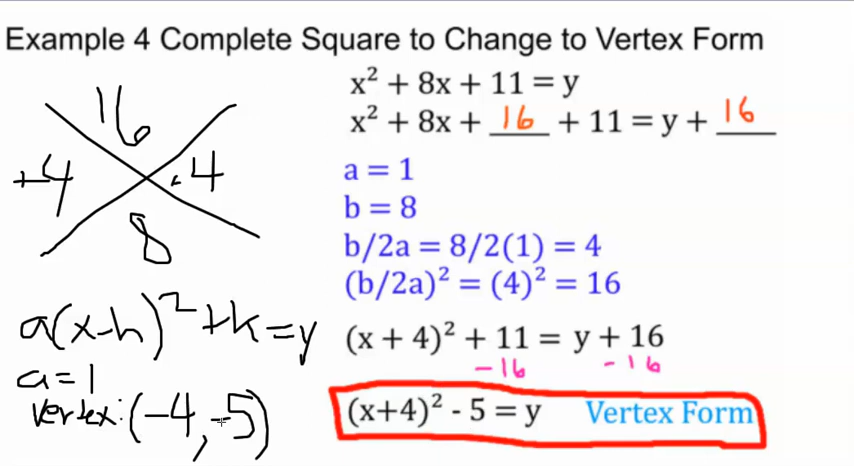 Example 4 Complete Square to Change to Vertex Form
x² + 8x + 11 = y
x² + 8x + 16 + 11 = y + 16
a = 1
b = 8
b/2a = 8/2(1) = 4
(b/2a)² = (4)² = 16
(x + 4)² + 11 = y + 16
-16 -16
(x+4)² - 5 = y Vertex Form
16
+4 4
8
a(x-h)² + k = y
a = 1
vertex: (-4, -5)